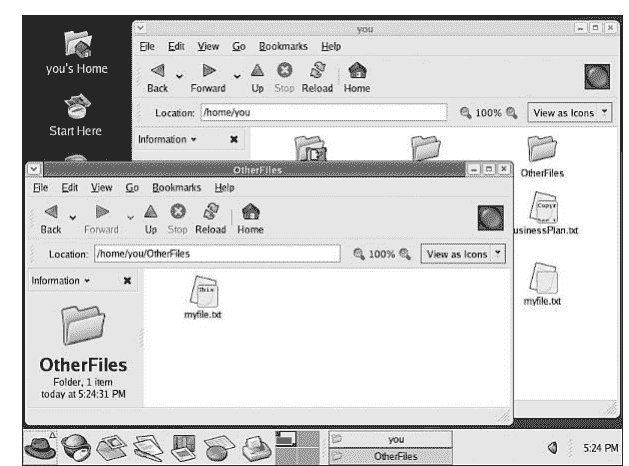 you's Home
Start Here
you
File Edit View Go Bookmarks Help
Back Forward Up Stop Reload Home
Location: /home/you 100% View as Icons
Information
OtherFiles
usinessPlan.txt
myfile.txt
OtherFiles
File Edit View Go Bookmarks Help
Back Forward Up Stop Reload Home
Location: /home/you/OtherFiles 100% View as Icons
Information
This
myfile.txt
OtherFiles
Folder, 1 item
today at 5:24:31 PM
you
OtherFiles
5:24 PM